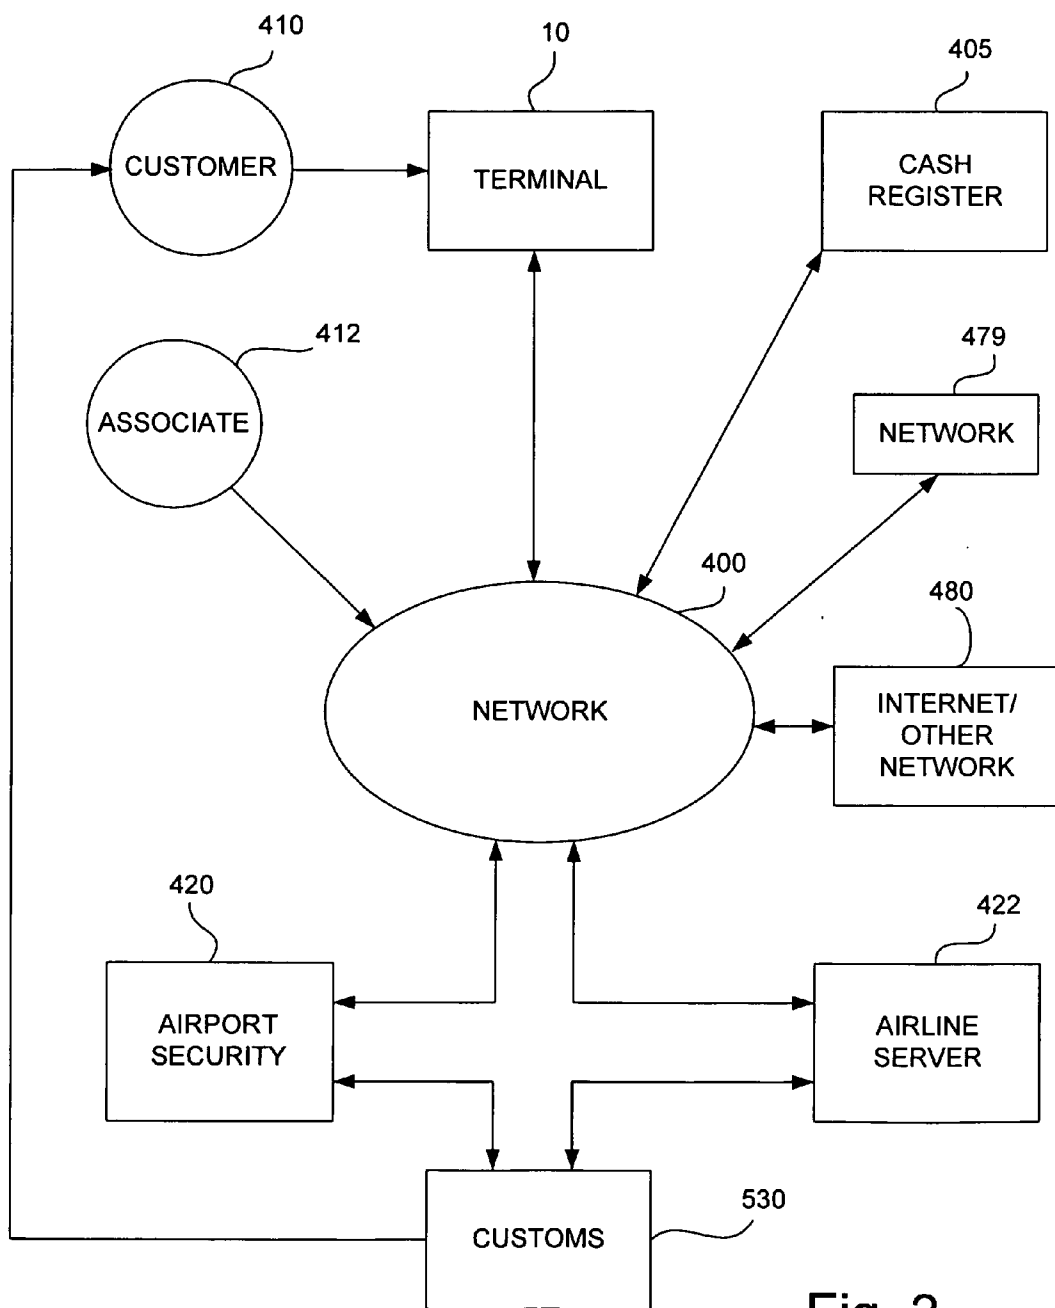 410
10
405
CUSTOMER
TERMINAL
CASH
REGISTER
412
479
ASSOCIATE
NETWORK
400
480
NETWORK
INTERNET/
OTHER
NETWORK
420
422
AIRPORT
SECURITY
AIRLINE
SERVER
530
CUSTOMS